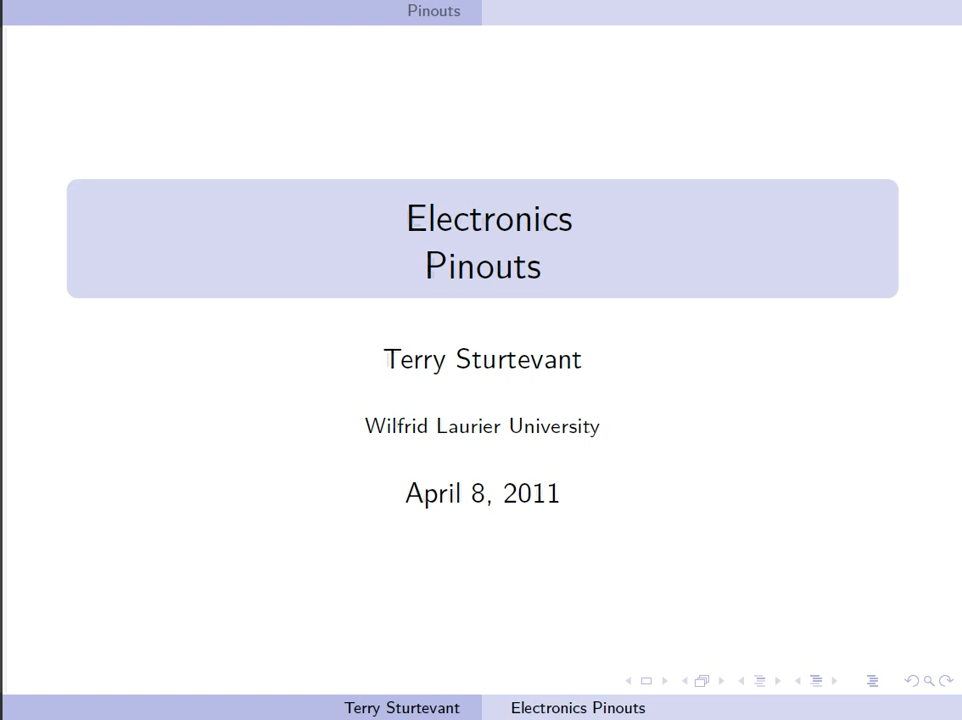 Pinouts
Electronics
Pinouts
Terry Sturtevant
Wilfrid Laurier University
April 8, 2011
Terry Sturtevant
Electronics Pinouts